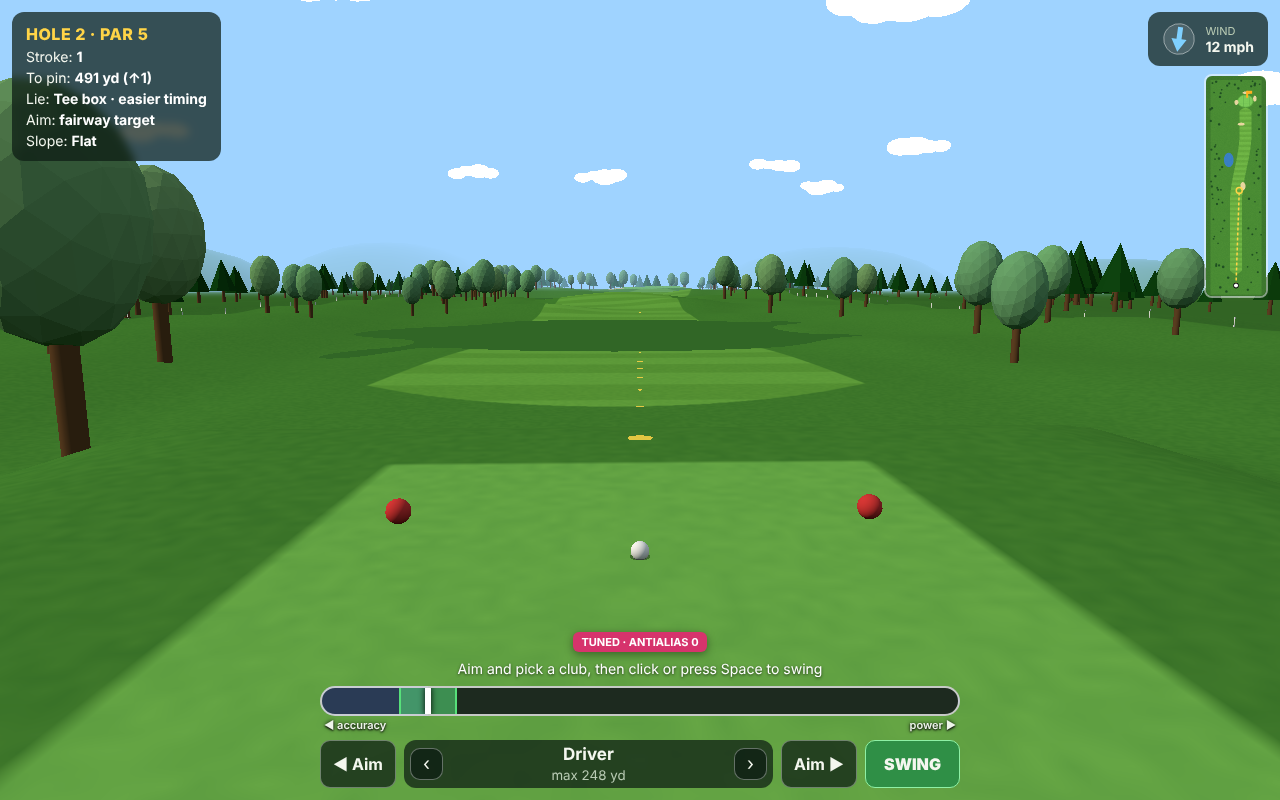 HOLE 2 · PAR 5
Stroke: 1
To pin: 491 yd (↑1)
Lie: Tee box · easier timing
Aim: fairway target
Slope: Flat
WIND
12 mph
TUNED · ANTIALIAS 0
Aim and pick a club, then click or press Space to swing
◀ accuracy
power ▶
◀ Aim
‹
Driver
max 248 yd
›
Aim ▶
SWING